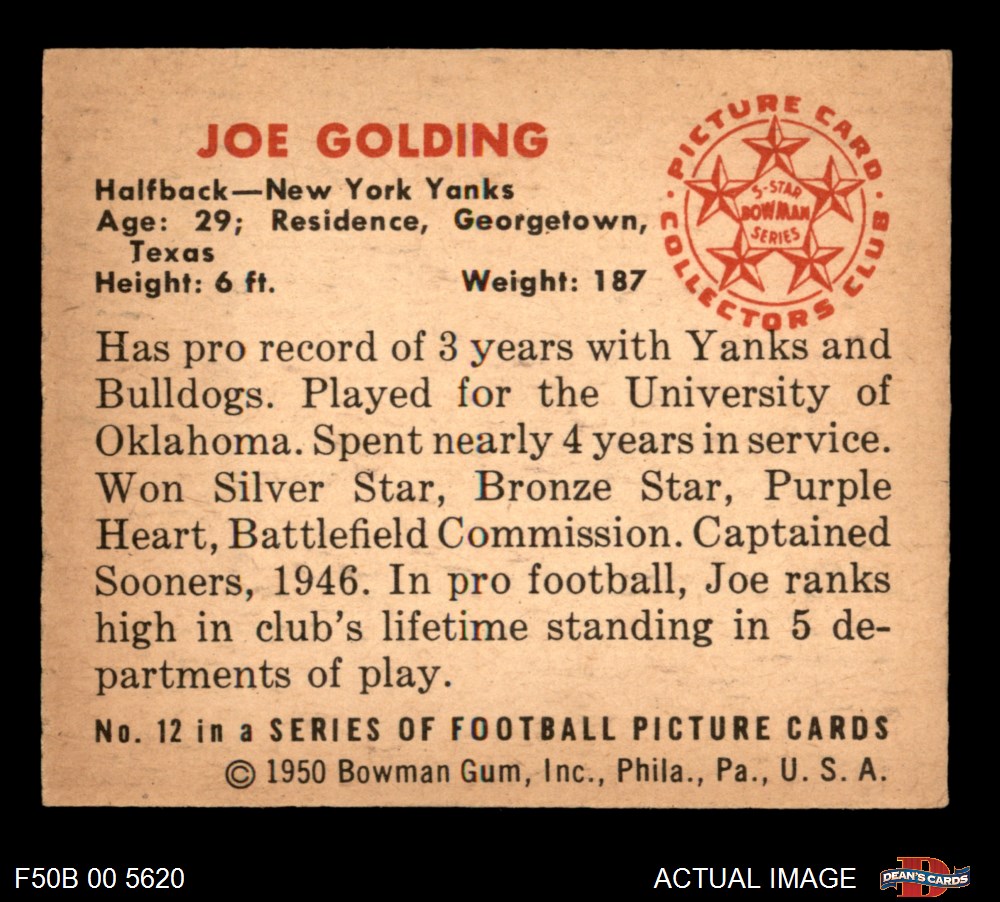 JOE GOLDING
Halfback—New York Yanks
Age: 29; Residence, Georgetown,
Texas
Height: 6 ft. Weight: 187
PICTURE CARD
COLLECTORS CLUB
5-STAR
BOWMAN
SERIES
Has pro record of 3 years with Yanks and
Bulldogs. Played for the University of
Oklahoma. Spent nearly 4 years in service.
Won Silver Star, Bronze Star, Purple
Heart, Battlefield Commission. Captained
Sooners, 1946. In pro football, Joe ranks
high in club's lifetime standing in 5 de-
partments of play.
No. 12 in a SERIES OF FOOTBALL PICTURE CARDS
© 1950 Bowman Gum, Inc., Phila., Pa., U. S. A.
F50B 00 5620
ACTUAL IMAGE
D
DEAN'S CARDS